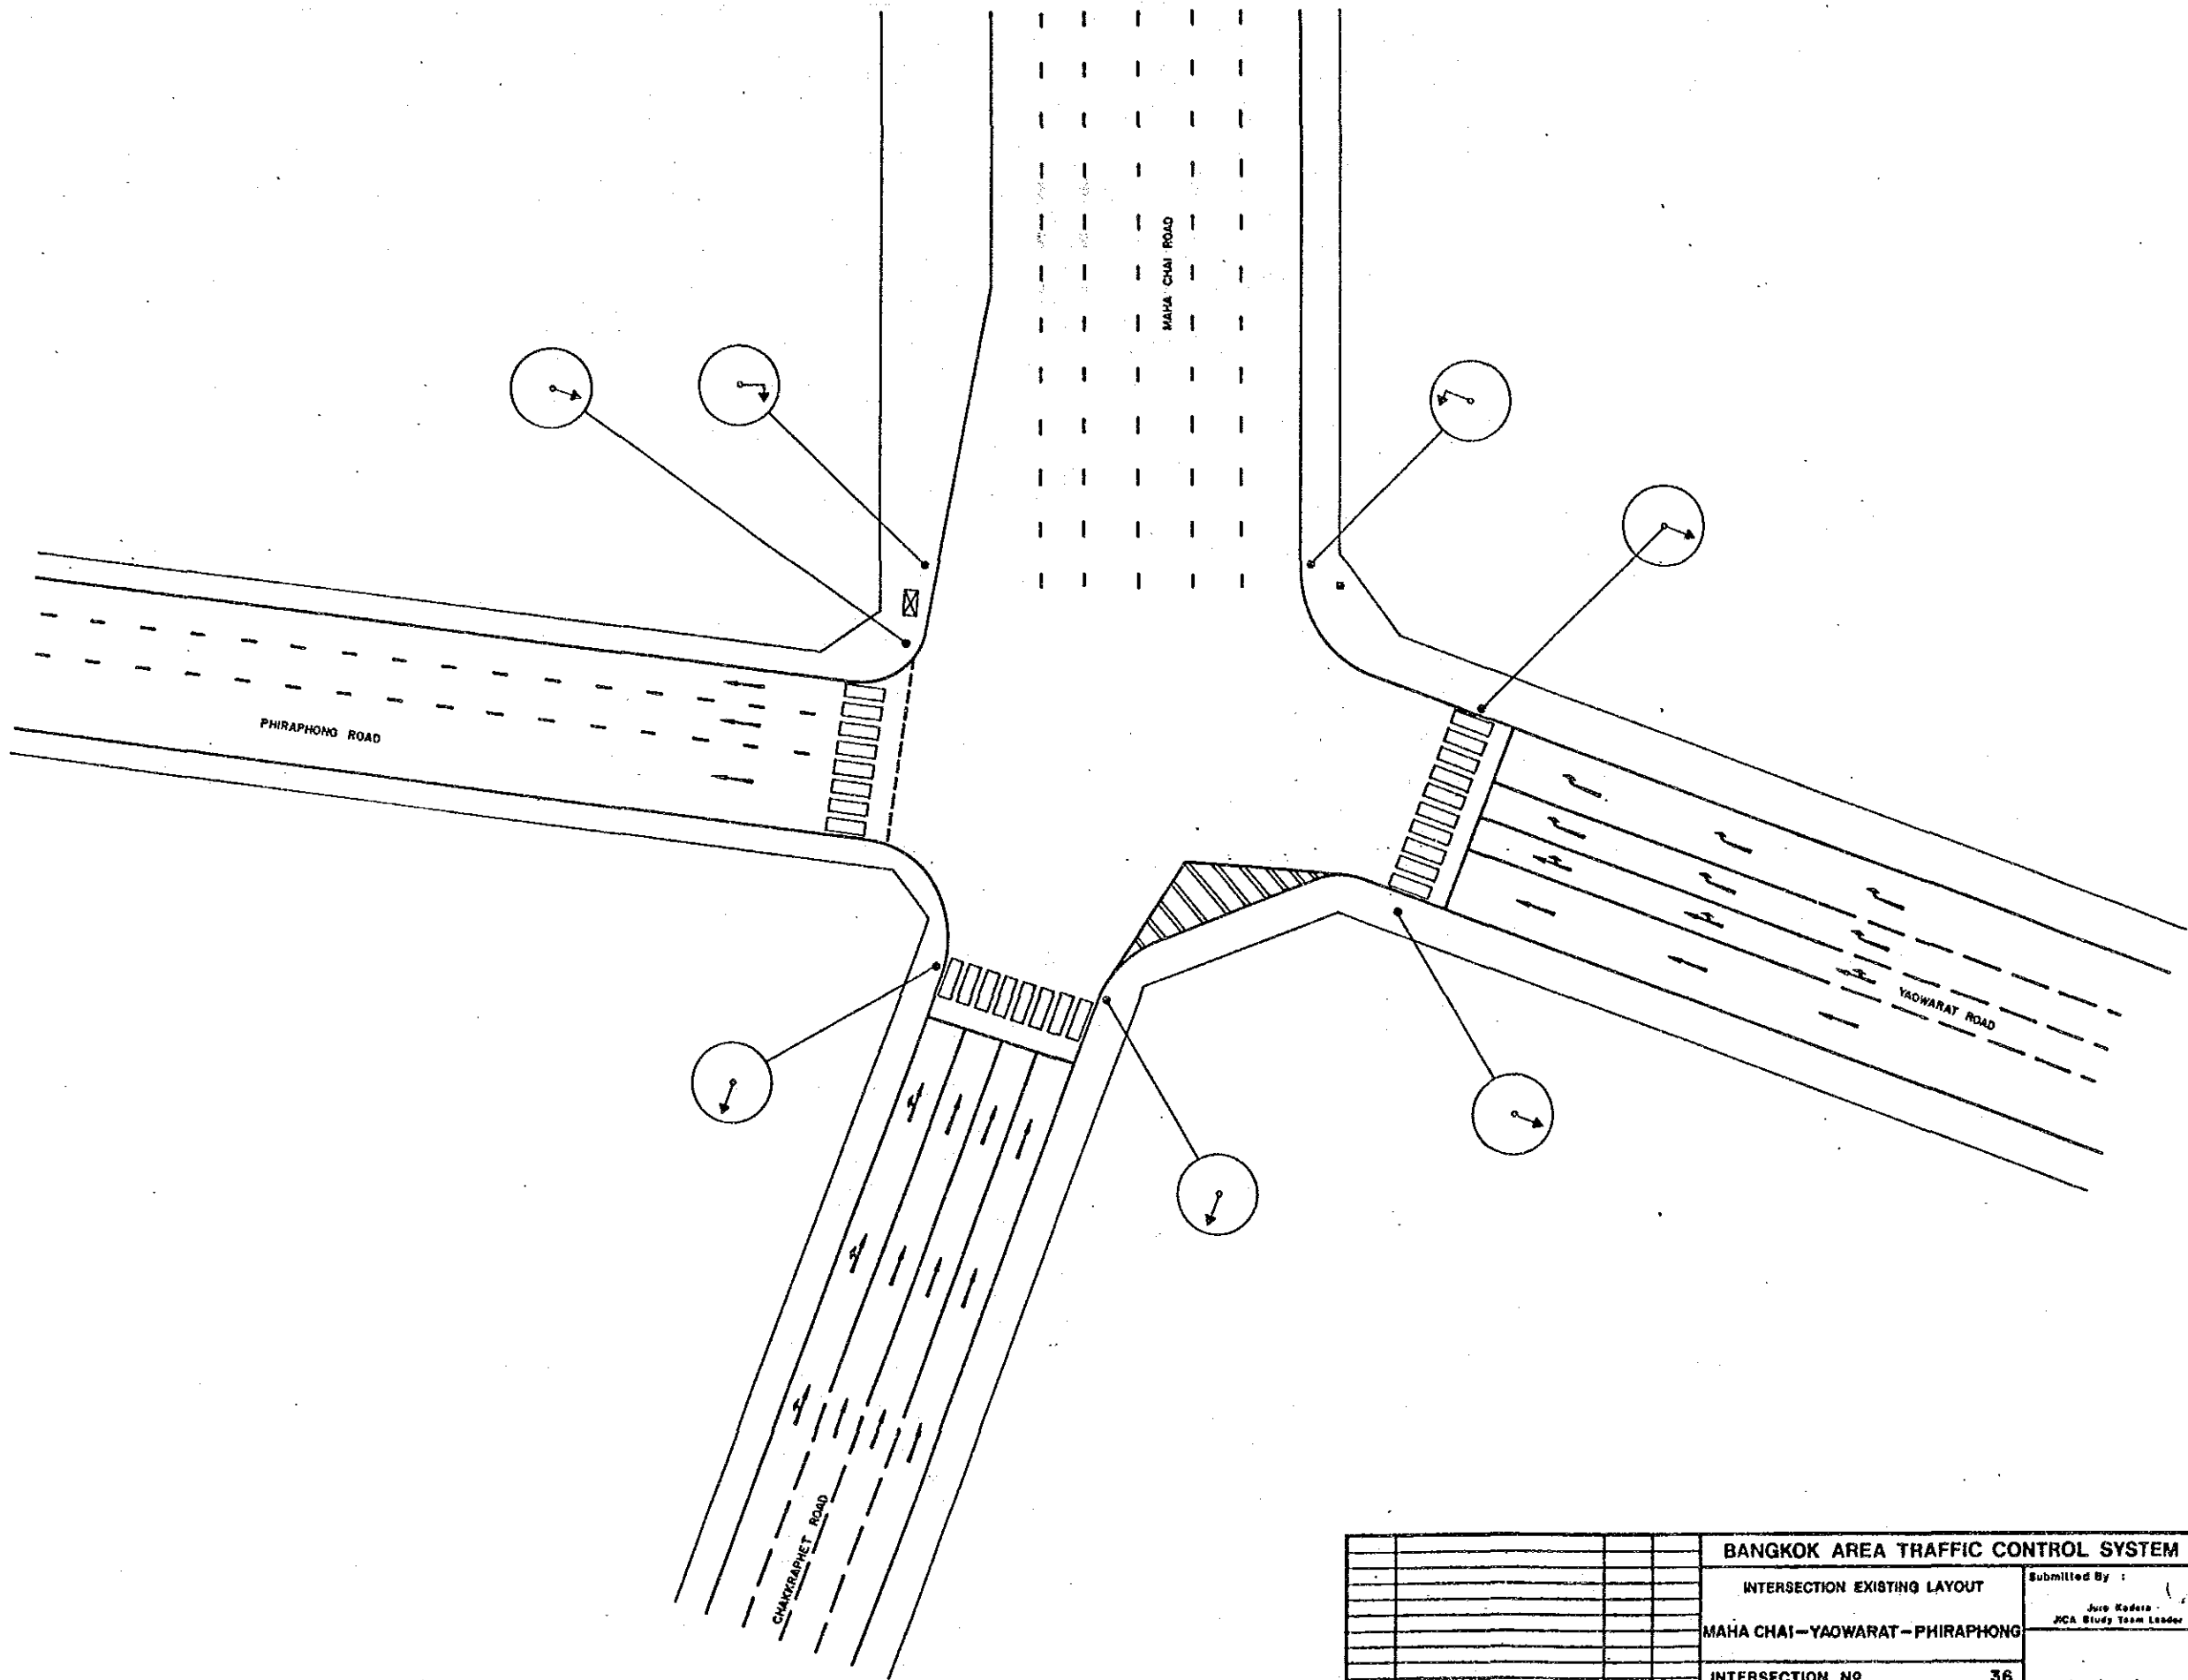 MAHA CHAI ROAD
PHIRAPHONG ROAD
YAOWARAT ROAD
CHAKKRAPHET ROAD
BANGKOK AREA TRAFFIC CONTROL SYSTEM
INTERSECTION EXISTING LAYOUT
Submitted By :
JICA Study Team Leader
MAHA CHAI-YAOWARAT-PHIRAPHONG
INTERSECTION NO 36